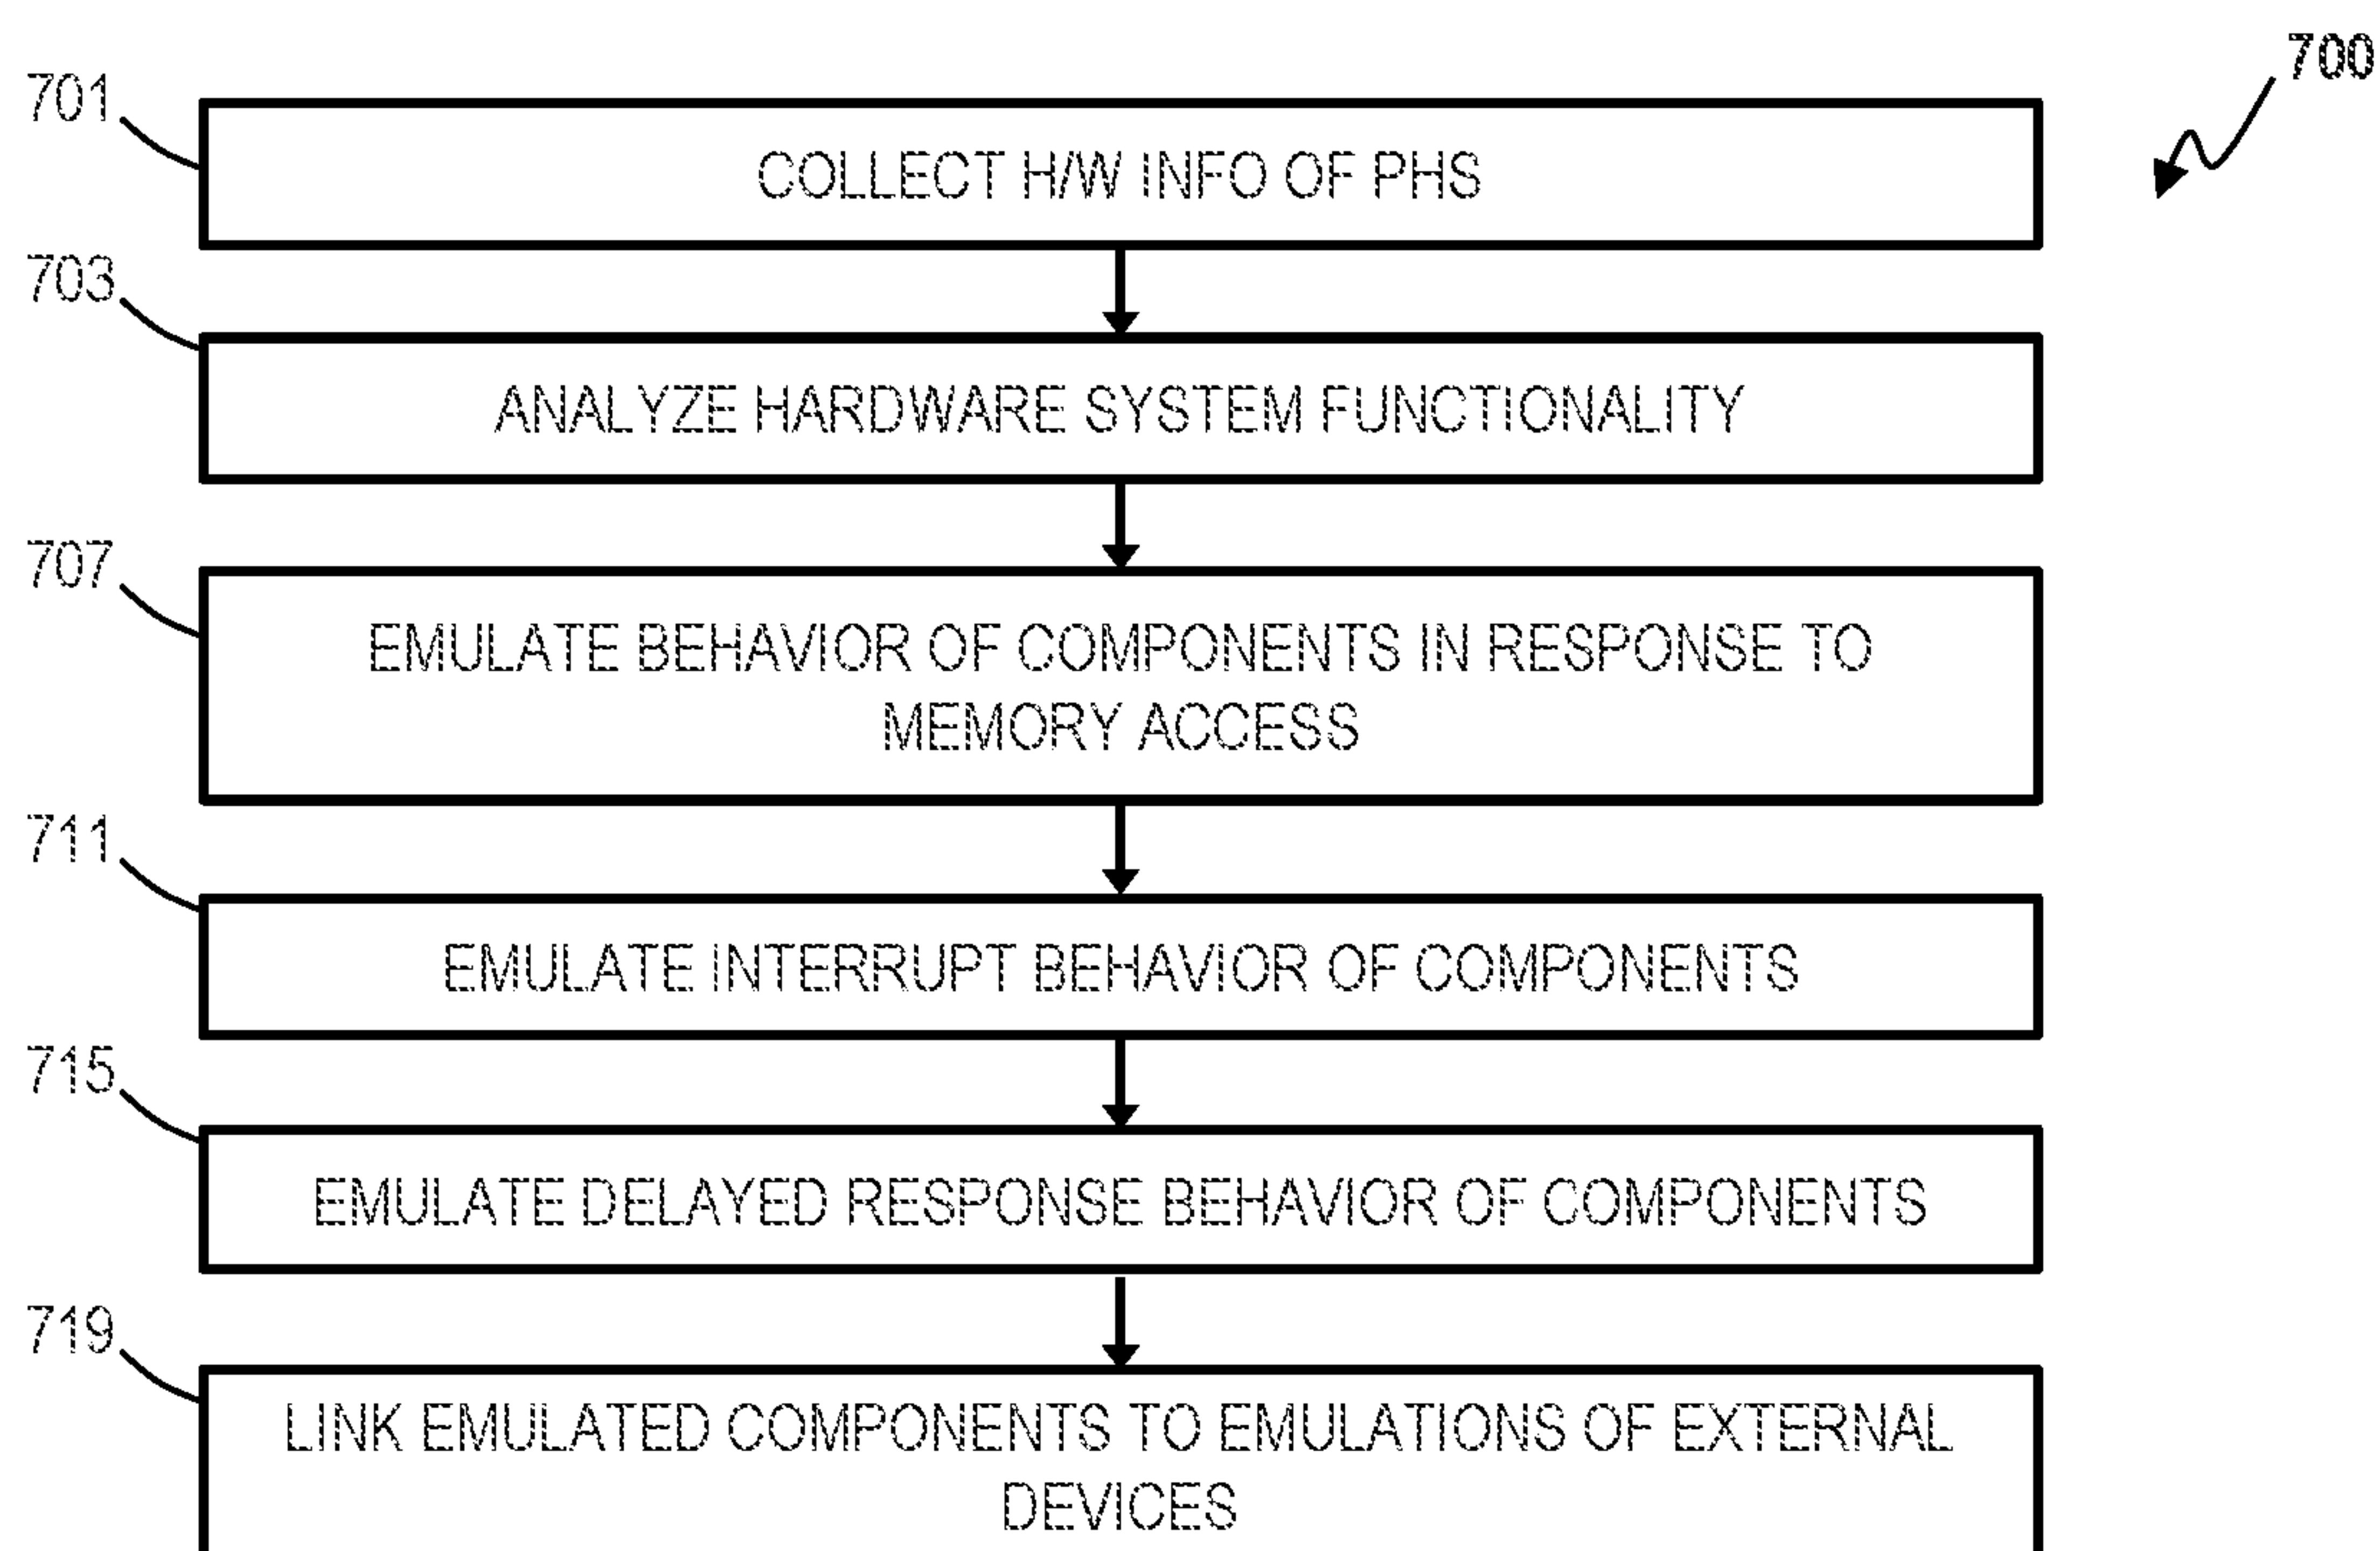 700
701
COLLECT H/W INFO OF PHS
703
ANALYZE HARDWARE SYSTEM FUNCTIONALITY
707
EMULATE BEHAVIOR OF COMPONENTS IN RESPONSE TO
MEMORY ACCESS
711
EMULATE INTERRUPT BEHAVIOR OF COMPONENTS
715
EMULATE DELAYED RESPONSE BEHAVIOR OF COMPONENTS
719
LINK EMULATED COMPONENTS TO EMULATIONS OF EXTERNAL
DEVICES